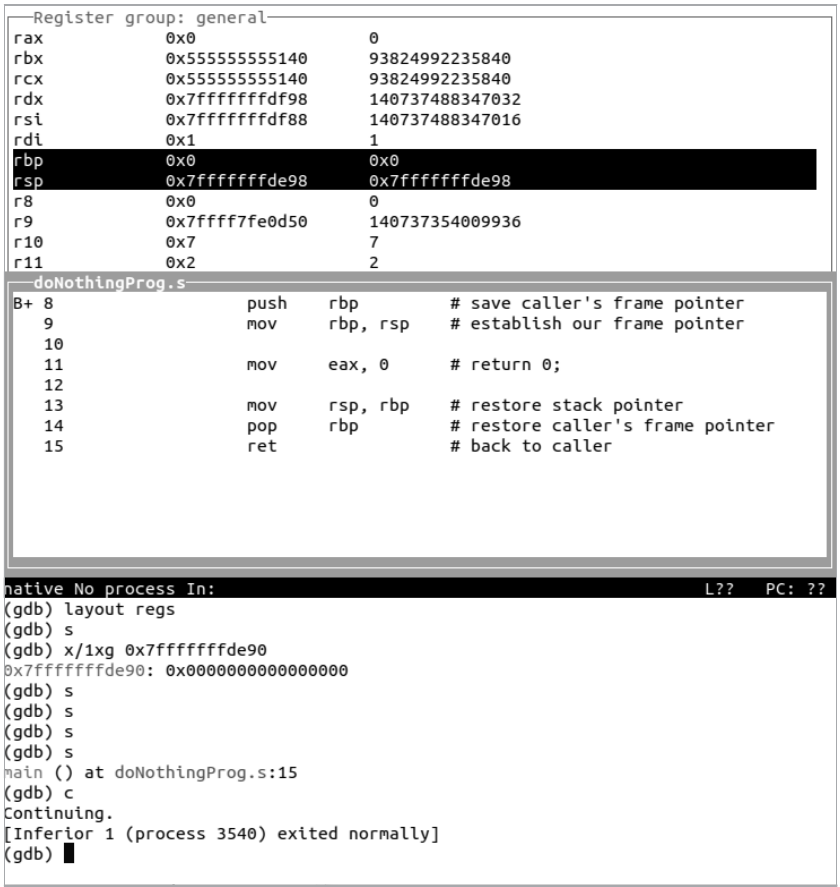 Register group: general
rax 0x0 0
rbx 0x555555555140 93824992235840
rcx 0x555555555140 93824992235840
rdx 0x7fffffffdf98 140737488347032
rsi 0x7fffffffdf88 140737488347016
rdi 0x1 1
rbp 0x0 0x0
rsp 0x7fffffffde98 0x7fffffffde98
r8 0x0 0
r9 0x7ffff7fe0d50 140737354009936
r10 0x7 7
r11 0x2 2
doNothingProg.s
B+ 8 push rbp # save caller's frame pointer
9 mov rbp, rsp # establish our frame pointer
10
11 mov eax, 0 # return 0;
12
13 mov rsp, rbp # restore stack pointer
14 pop rbp # restore caller's frame pointer
15 ret # back to caller
native No process In: L?? PC: ??
(gdb) layout regs
(gdb) s
(gdb) x/1xg 0x7fffffffde90
0x7fffffffde90: 0x0000000000000000
(gdb) s
(gdb) s
(gdb) s
(gdb) s
main () at doNothingProg.s:15
(gdb) c
Continuing.
[Inferior 1 (process 3540) exited normally]
(gdb)